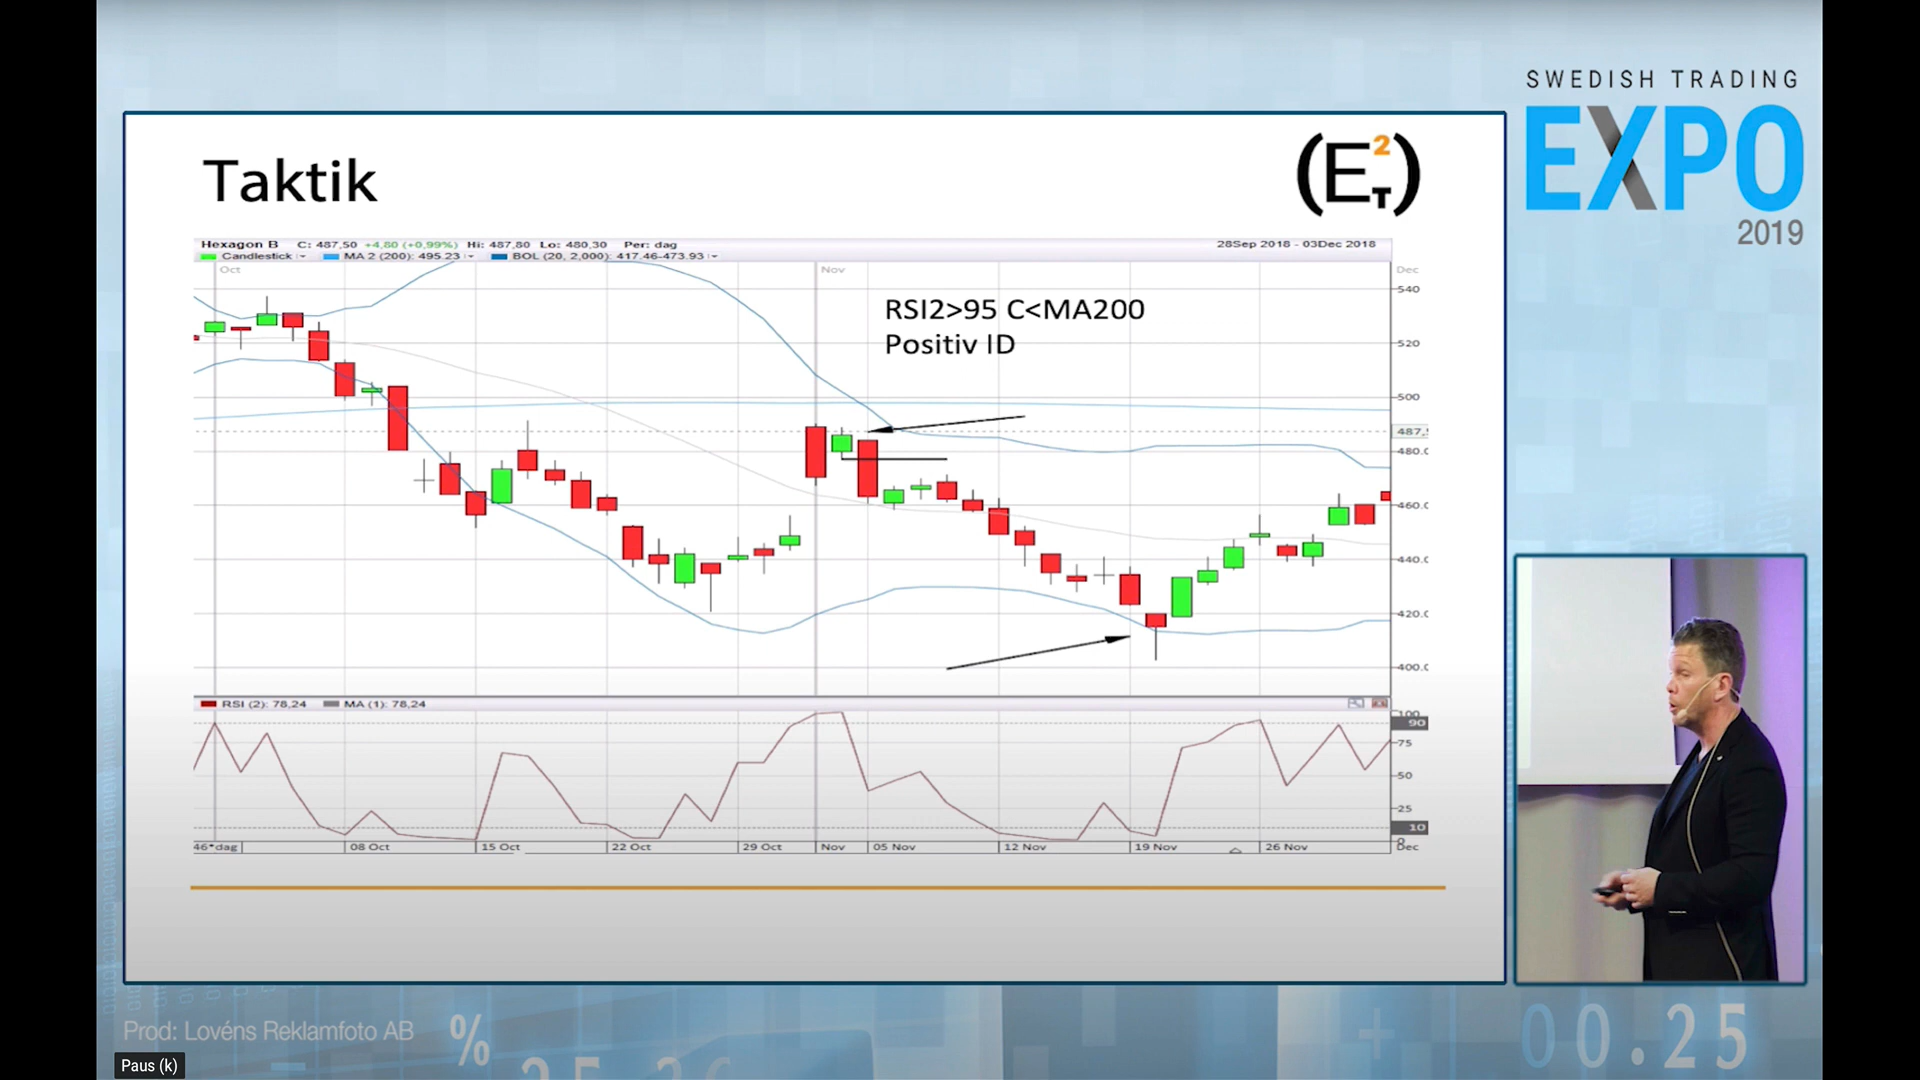 SWEDISH TRADING
EXPO
2019
Taktik
(E²T)
Hexagon B C: 487,50 +4,80 (+0,99%) Hi: 487,80 Lo: 480,30 Per: dag 28Sep 2018 - 03Dec 2018
Candlestick MA 2 (200): 495.23 BOL (20, 2,000): 417.46-473.93
Oct Nov Dec
540
RSI2>95 C<MA200
Positiv ID
520
500
487,
480.0
460.0
440.0
420.0
400.0
RSI (2): 78,24 MA (1): 78,24
100
90
75
50
25
10
0
46*dag 08 Oct 15 Oct 22 Oct 29 Oct Nov 05 Nov 12 Nov 19 Nov 26 Nov Dec
Prod: Lovéns Reklamfoto AB
%
+
00.25
Paus (k)